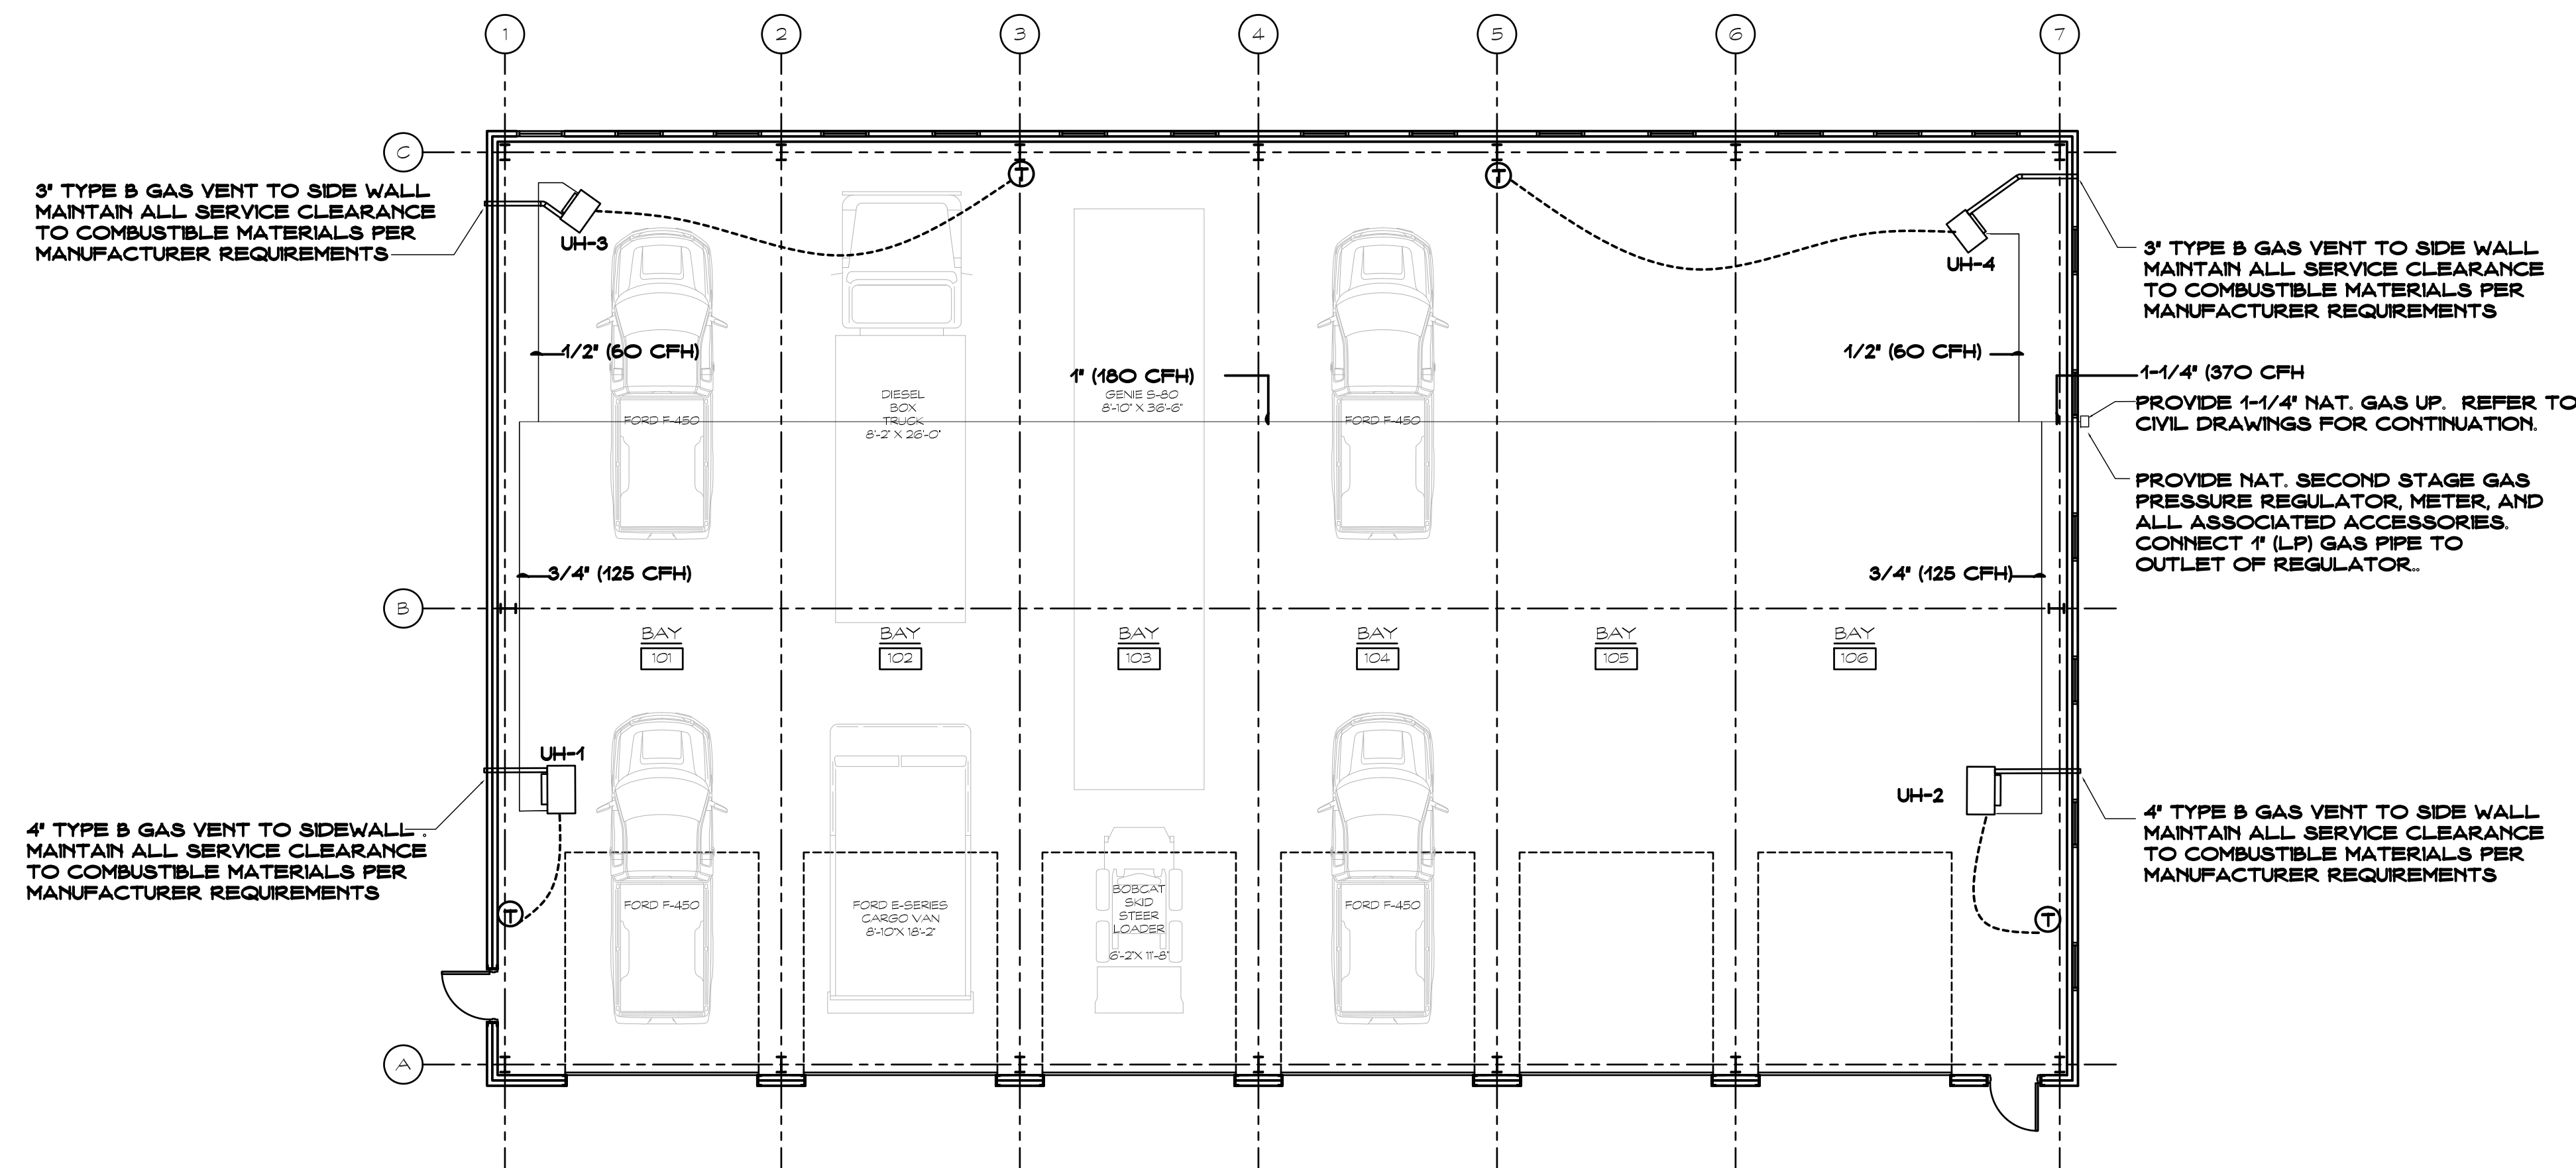 1
2
3
4
5
6
7
C
3" TYPE B GAS VENT TO SIDE WALL
MAINTAIN ALL SERVICE CLEARANCE
TO COMBUSTIBLE MATERIALS PER
MANUFACTURER REQUIREMENTS
T
T
UH-3
UH-4
3" TYPE B GAS VENT TO SIDE WALL
MAINTAIN ALL SERVICE CLEARANCE
TO COMBUSTIBLE MATERIALS PER
MANUFACTURER REQUIREMENTS
1/2" (60 CFH)
1/2" (60 CFH)
1" (180 CFH)
1-1/4" (370 CFH
PROVIDE 1-1/4" NAT. GAS UP. REFER TO
CIVIL DRAWINGS FOR CONTINUATION.
FORD F-450
DIESEL
BOX
TRUCK
8'-2" X 26'-0"
GENIE S-80
8'-10" X 36'-6"
FORD F-450
PROVIDE NAT. SECOND STAGE GAS
PRESSURE REGULATOR, METER, AND
ALL ASSOCIATED ACCESSORIES.
CONNECT 1" (LP) GAS PIPE TO
OUTLET OF REGULATOR..
3/4" (125 CFH)
3/4" (125 CFH)
B
BAY
101
BAY
102
BAY
103
BAY
104
BAY
105
BAY
106
UH-1
UH-2
4" TYPE B GAS VENT TO SIDEWALL .
MAINTAIN ALL SERVICE CLEARANCE
TO COMBUSTIBLE MATERIALS PER
MANUFACTURER REQUIREMENTS
4" TYPE B GAS VENT TO SIDE WALL
MAINTAIN ALL SERVICE CLEARANCE
TO COMBUSTIBLE MATERIALS PER
MANUFACTURER REQUIREMENTS
T
FORD F-450
FORD E-SERIES
CARGO VAN
8'-10"X 18'-2"
BOBCAT
SKID
STEER
LOADER
6'-2"X 11'-8"
FORD F-450
T
A